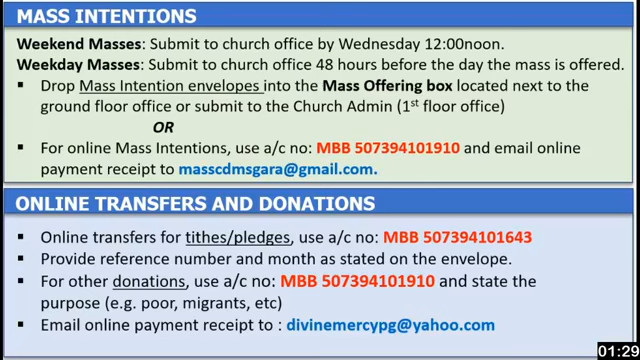 MASS INTENTIONS
Weekend Masses: Submit to church office by Wednesday 12:00noon.
Weekday Masses: Submit to church office 48 hours before the day the mass is offered.
▪ Drop Mass Intention envelopes into the Mass Offering box located next to the
ground floor office or submit to the Church Admin (1st floor office)
OR
▪ For online Mass Intentions, use a/c no: MBB 507394101910 and email online
payment receipt to masscdmsgara@gmail.com.
ONLINE TRANSFERS AND DONATIONS
▪ Online transfers for tithes/pledges, use a/c no: MBB 507394101643
▪ Provide reference number and month as stated on the envelope.
▪ For other donations, use a/c no: MBB 507394101910 and state the
purpose (e.g. poor, migrants, etc)
▪ Email online payment receipt to : divinemercypg@yahoo.com
01:29